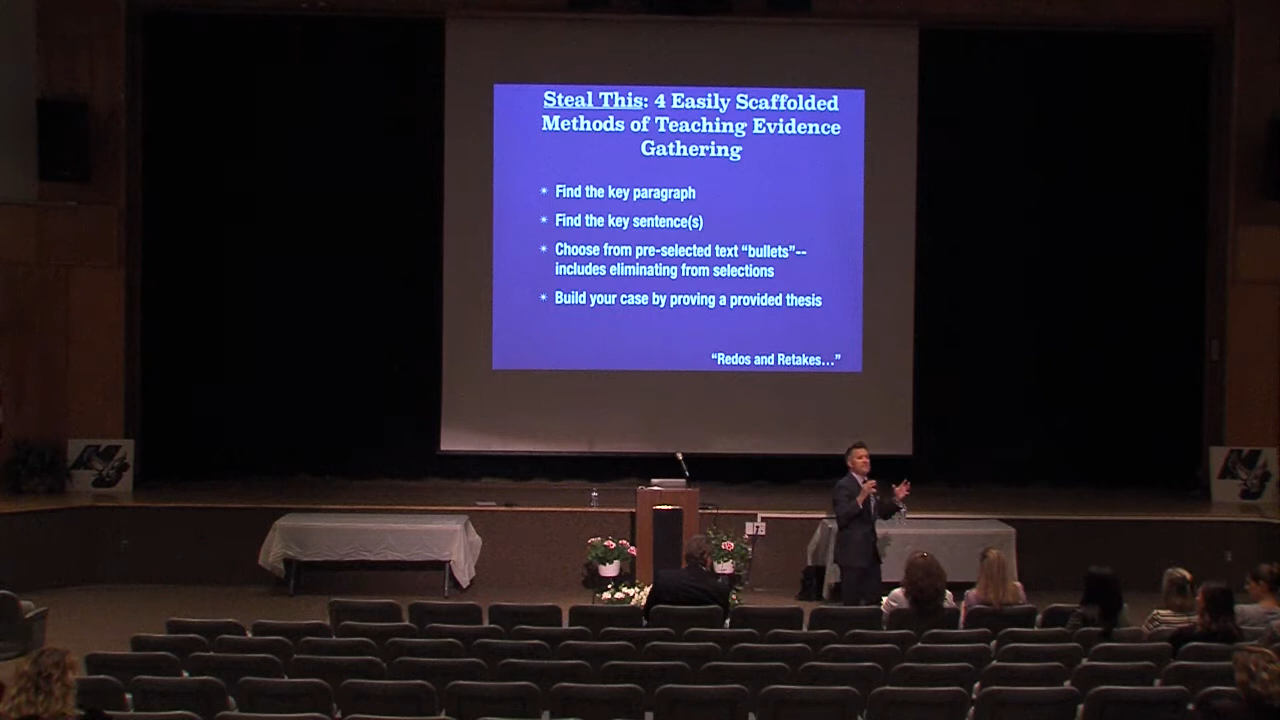 Steal This: 4 Easily Scaffolded
Methods of Teaching Evidence
Gathering
* Find the key paragraph
* Find the key sentence(s)
* Choose from pre-selected text “bullets”--
includes eliminating from selections
* Build your case by proving a provided thesis
“Redos and Retakes…”